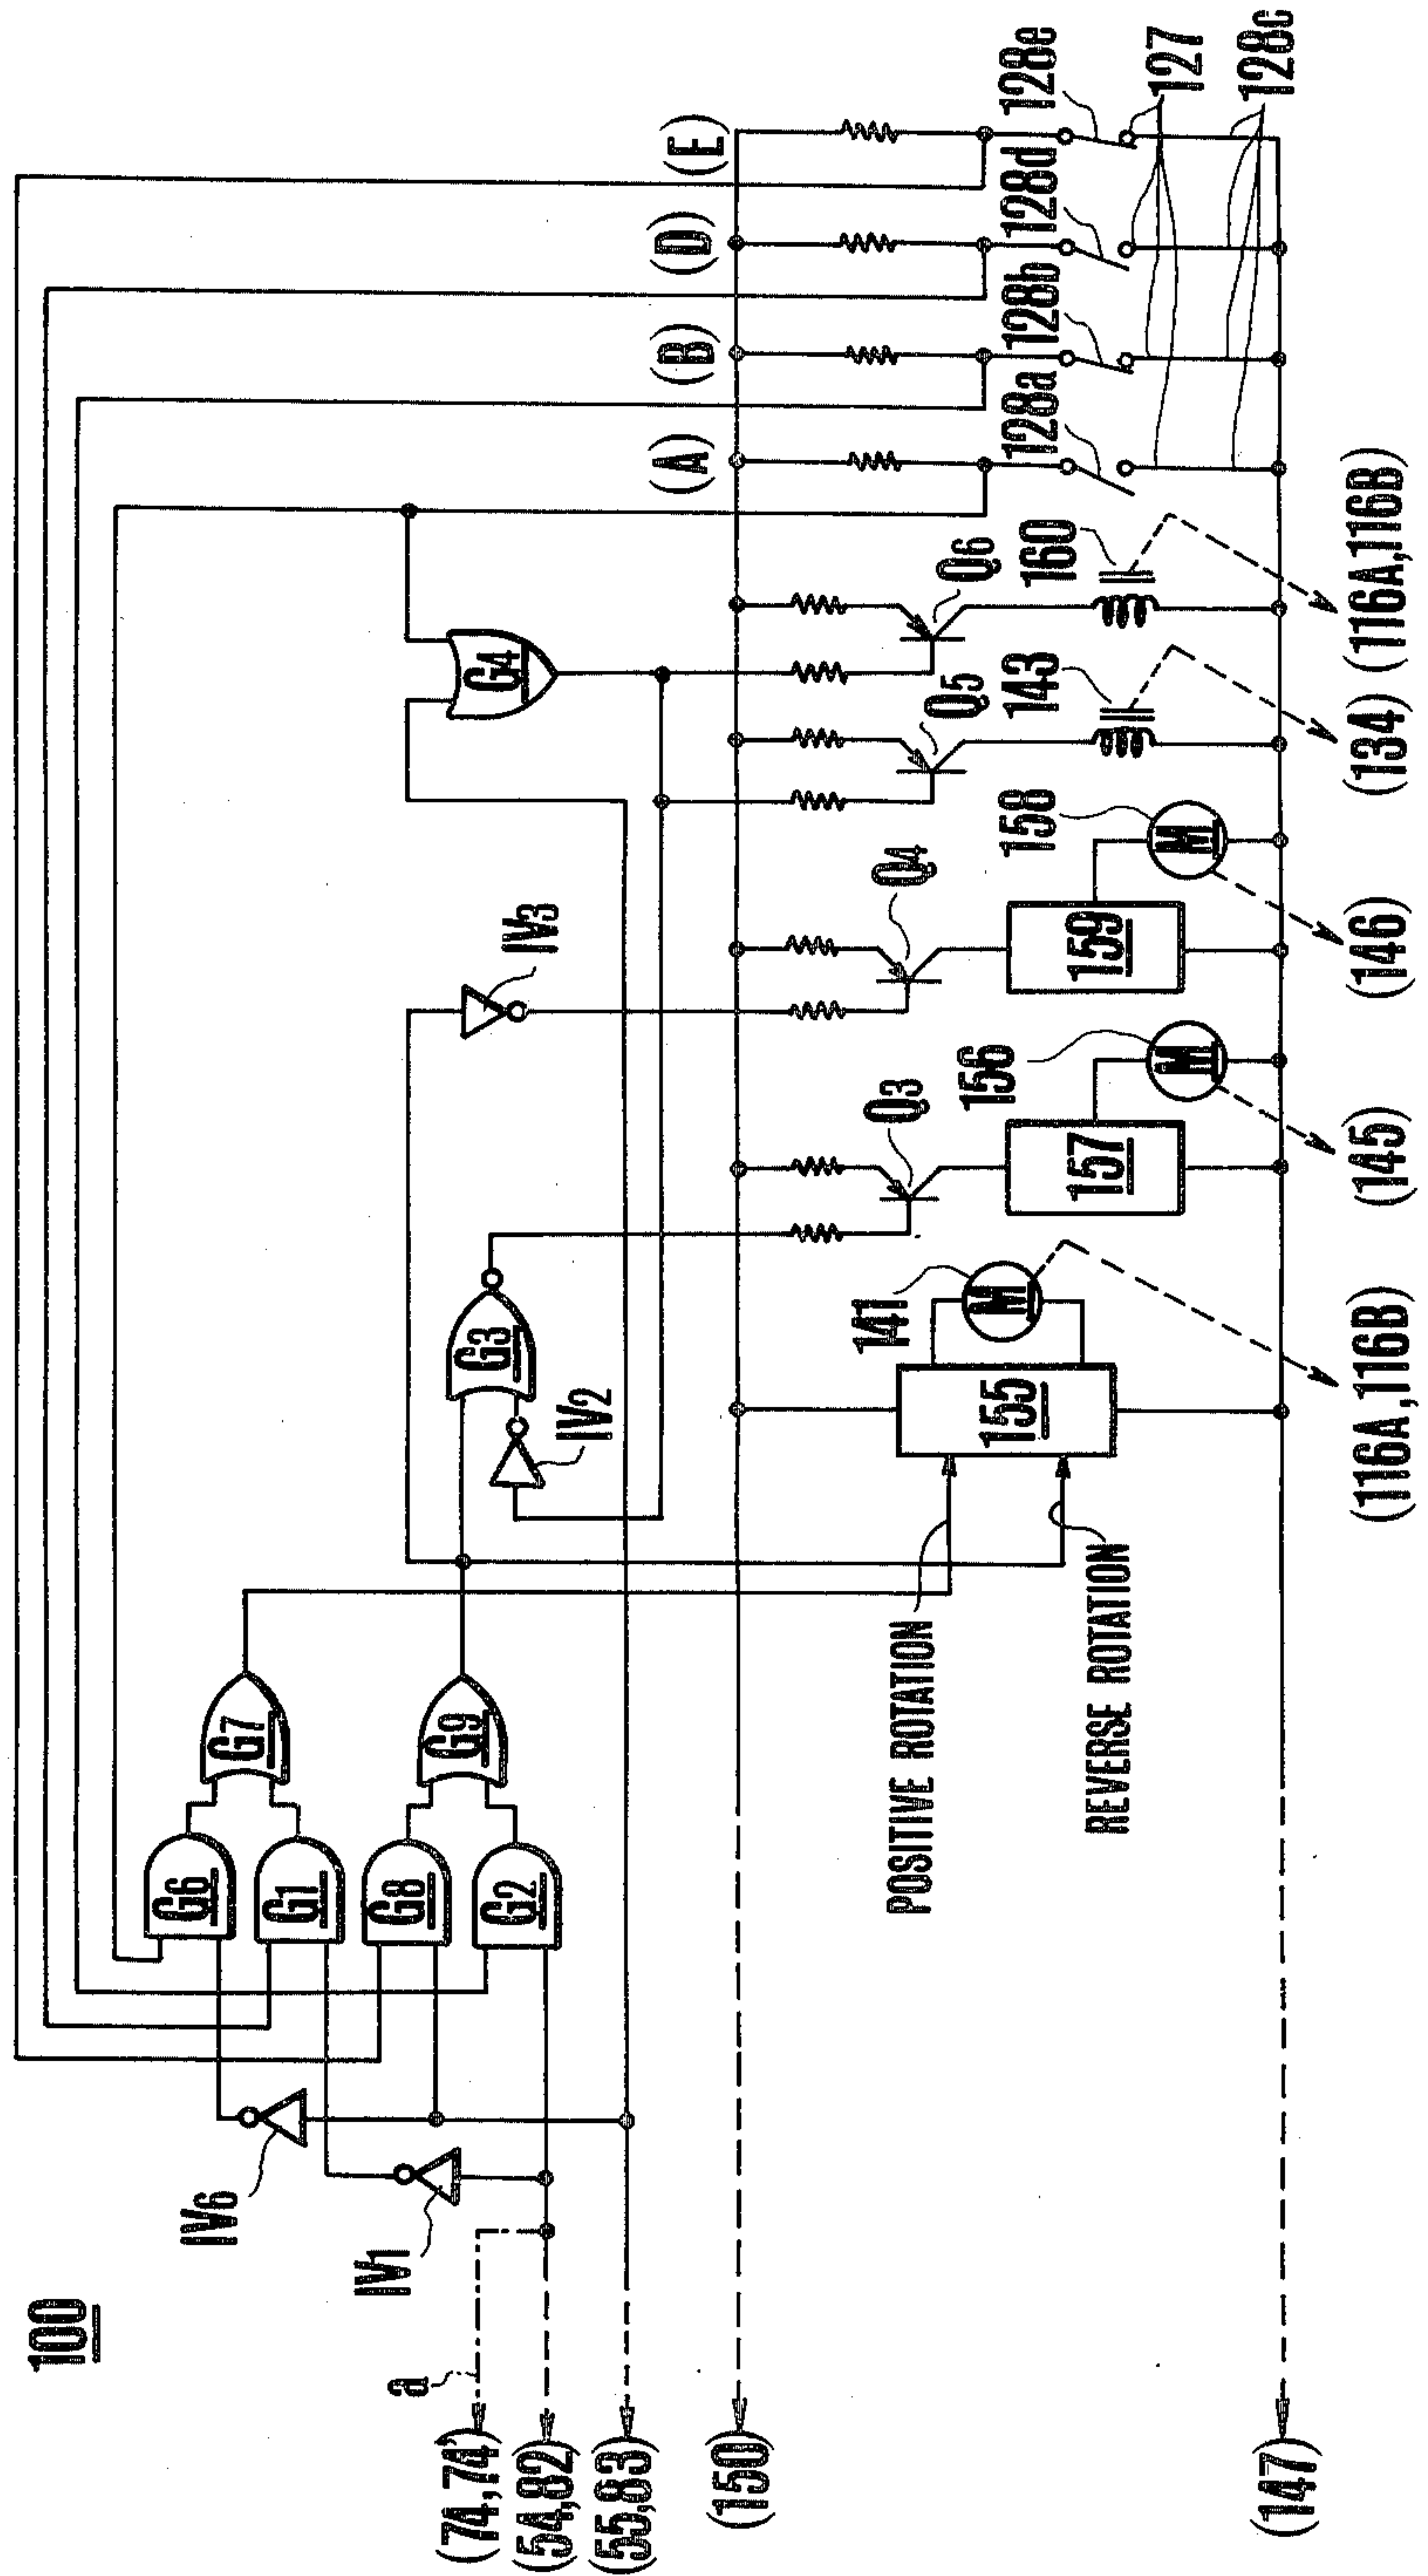 100
IV6
IV1
a
(74,74')
(54,82)
(55,83)
(150)
(147)
G6
G7
G1
G8
G9
G2
POSITIVE ROTATION
REVERSE ROTATION
G3
IV2
IV3
G4
155
141
M
(116A,116B)
Q3
157
156
M
(145)
Q4
159
158
M
(146)
Q5
143
(134)
Q6
160
(116A,116B)
(A)
(B)
(D)
(E)
128a
128b
128d
128e
127
128c